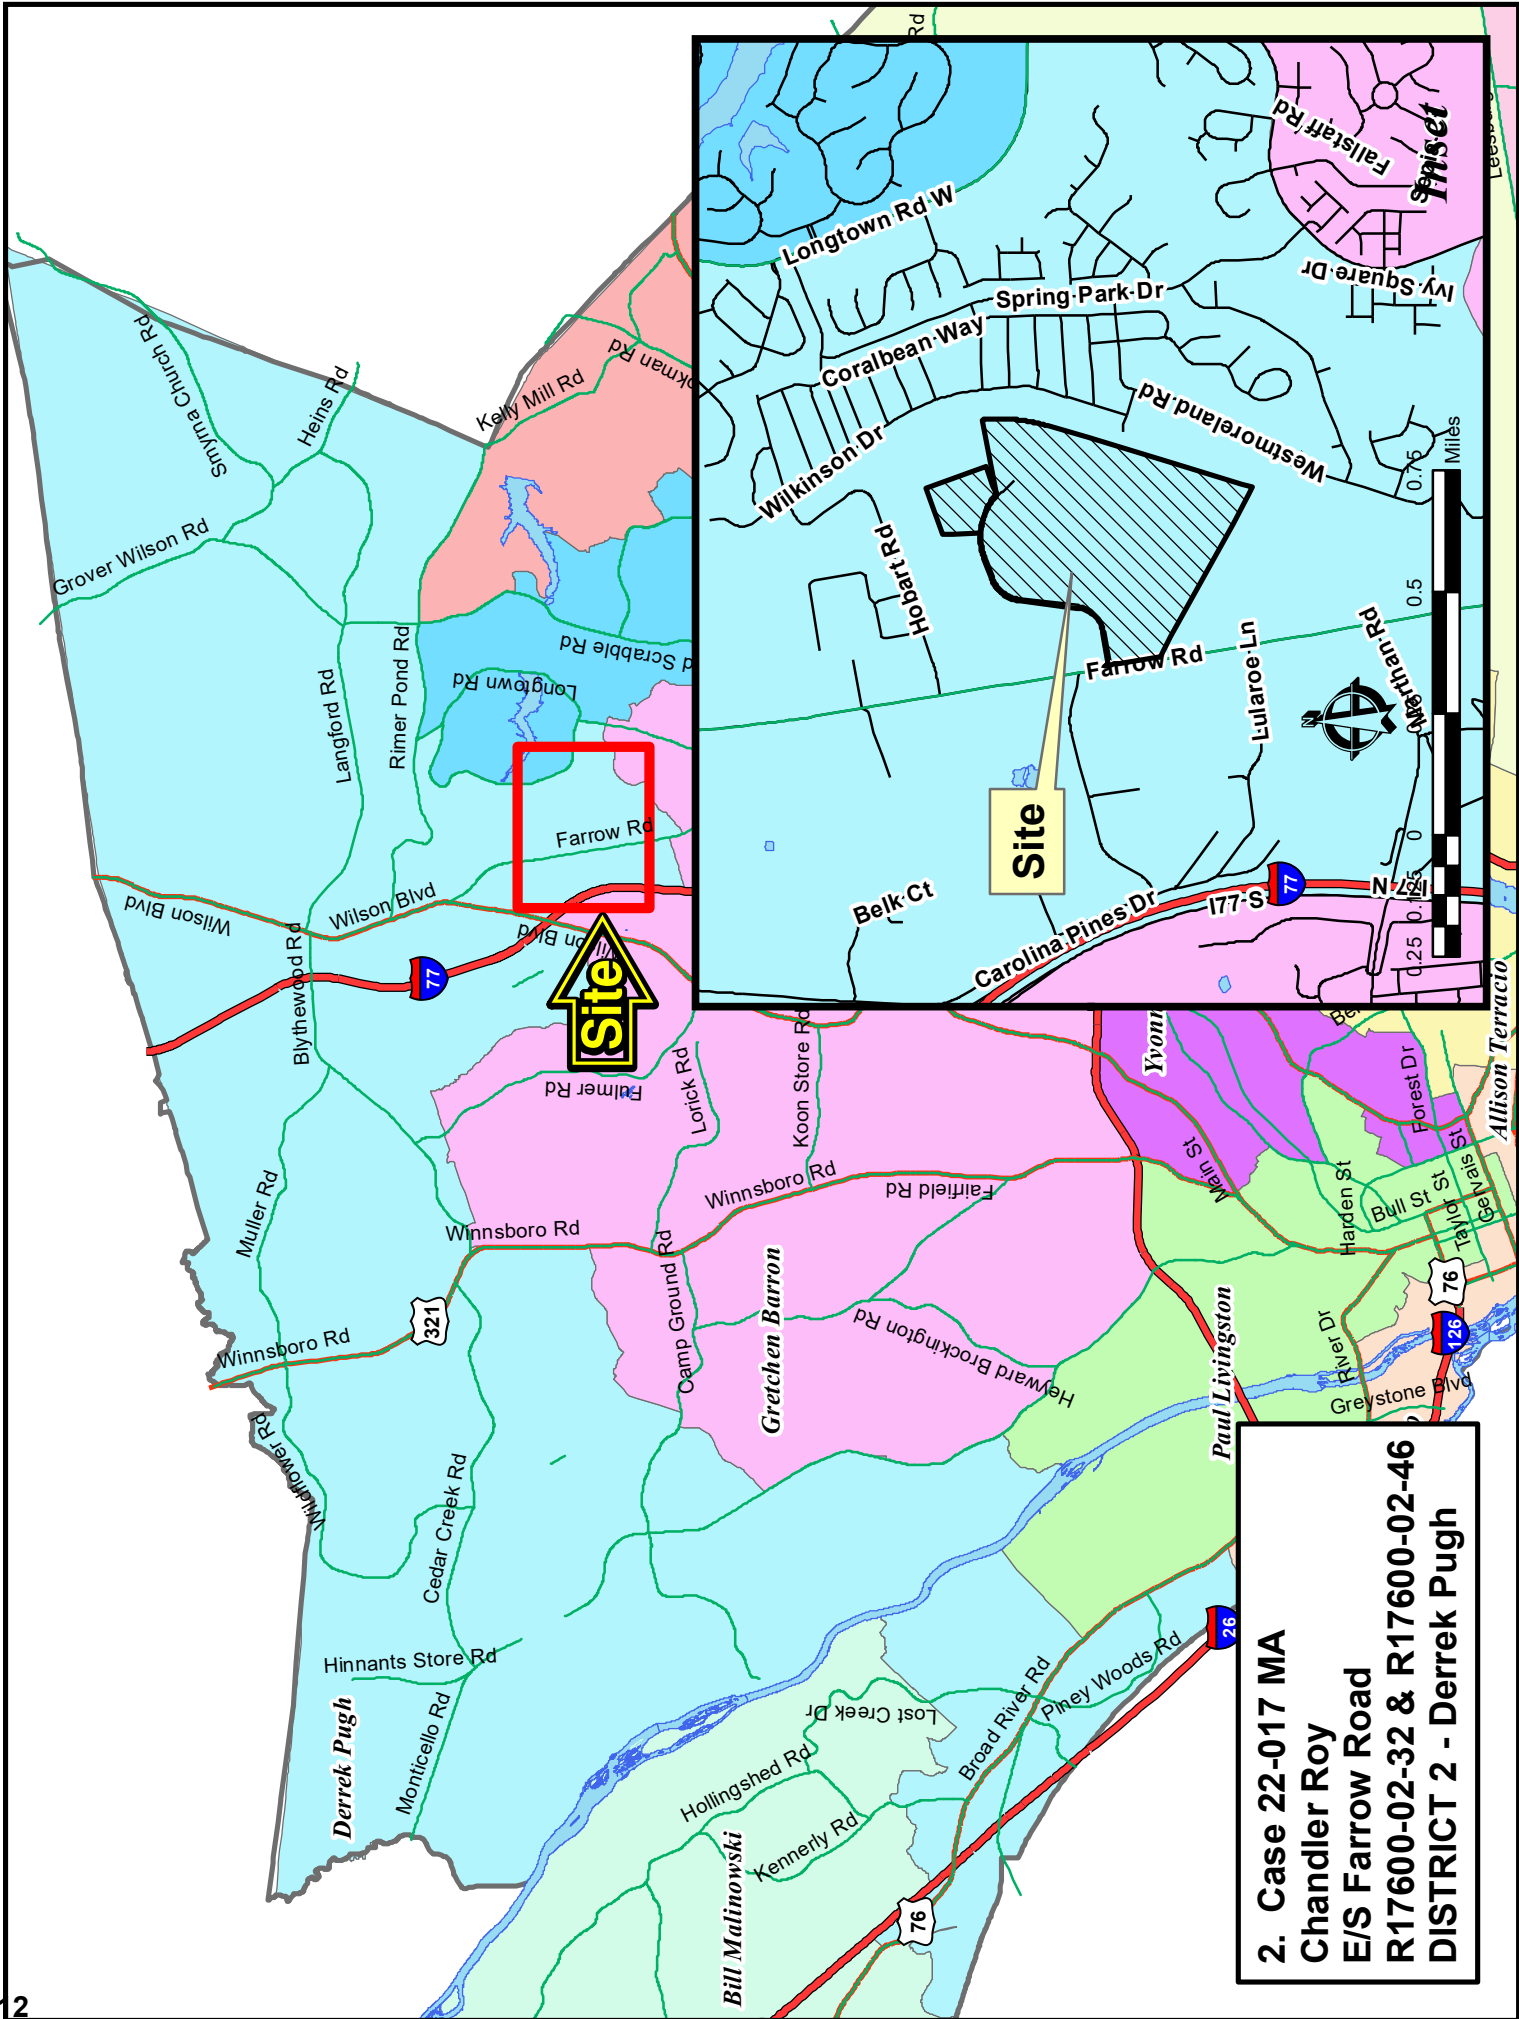 12
Smyrna Church Rd
Heins Rd
Kelly Mill Rd
Grover Wilson Rd
Langford Rd
Rimer Pond Rd
Longtown Rd
Farrow Rd
Wilson Blvd
Wilson Blvd
Blythewood Rd
77
Site
Muller Rd
Winnsboro Rd
321
Winnsboro Rd
Wildflower Rd
Cedar Creek Rd
Hinnants Store Rd
Monticello Rd
Derrek Pugh
Fulmer Rd
Lorick Rd
Koon Store Rd
Winnsboro Rd
Fairfield Rd
Camp Ground Rd
Gretchen Barron
Heyward Brockington Rd
Paul Livingston
Main St
Harden St
Bull St
Taylor St
Gervais St
Forest Dr
Allison Terracio
River Dr
Greystone Blvd
76
126
Lost Creek Dr
Hollingshed Rd
Kennerly Rd
Broad River Rd
Piney Woods Rd
Bill Malinowski
76
26
Inset
Longtown Rd W
Fallstaff Rd
Ivy Square Dr
Spring Park Dr
Coralbean Way
Wilkinson Dr
Westmoreland Rd
Hobart Rd
Farrow Rd
Lularoe Ln
Marthan Rd
Site
Belk Ct
Carolina Pines Dr
I77 S
77
I77 N
N
0.25 0.125 0 0.5 0.75
Miles
2. Case 22-017 MA
Chandler Roy
E/S Farrow Road
R17600-02-32 & R17600-02-46
DISTRICT 2 - Derrek Pugh